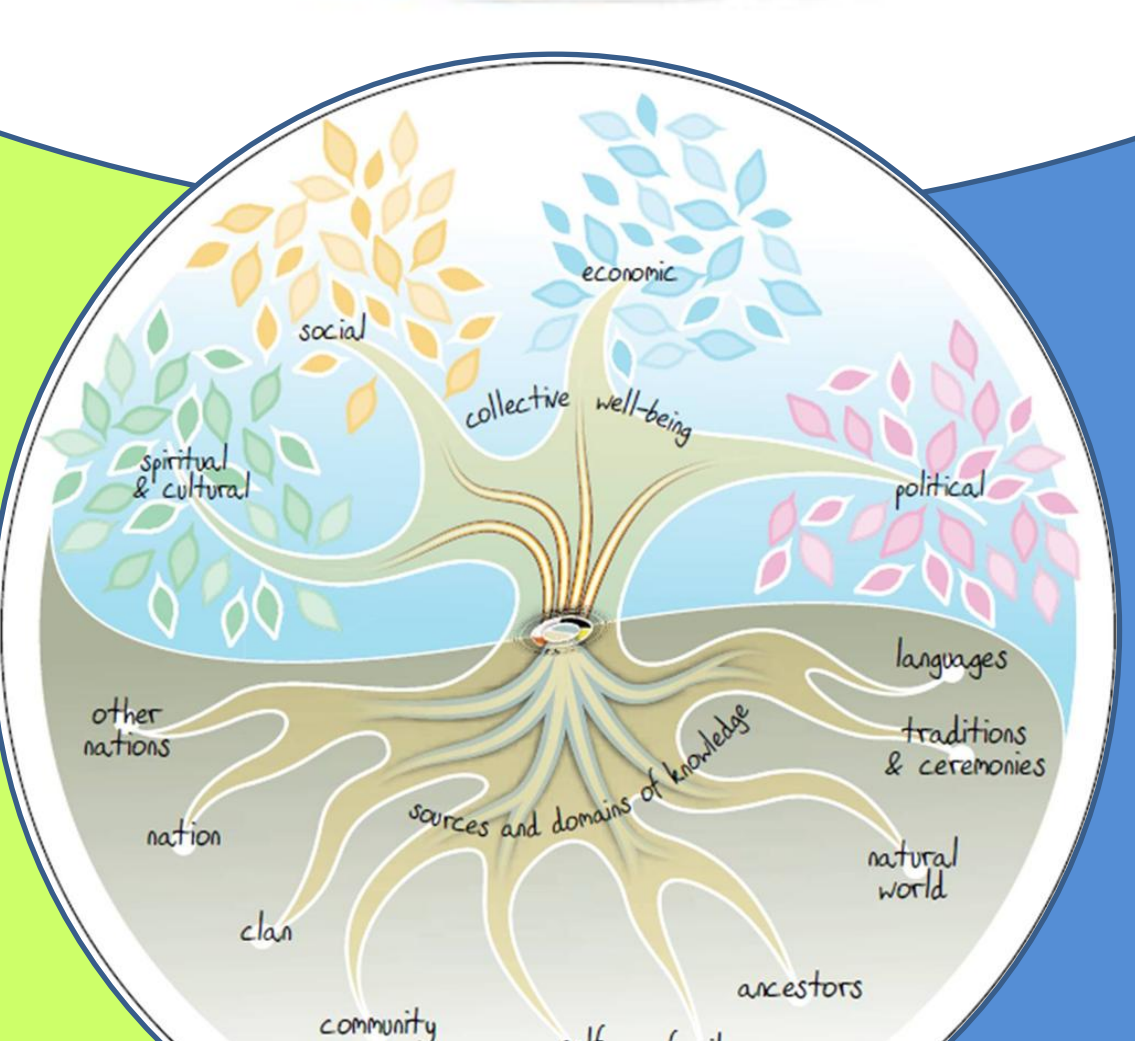 economic
social
collective well-being
spiritual
& cultural
political
languages
other
nations
traditions
& ceremonies
sources and domains of knowledge
nation
natural
world
clan
ancestors
community